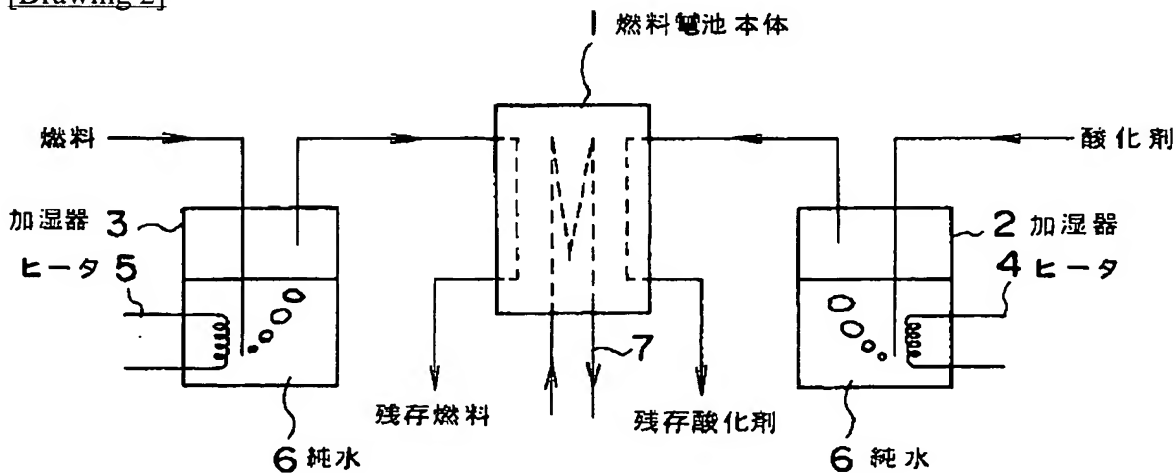 [Drawing 2]
1 燃料電池本体
燃料
酸化剤
加湿器 3
2 加湿器
ヒータ 5
4 ヒータ
7
残存燃料
残存酸化剤
6 純水
6 純水